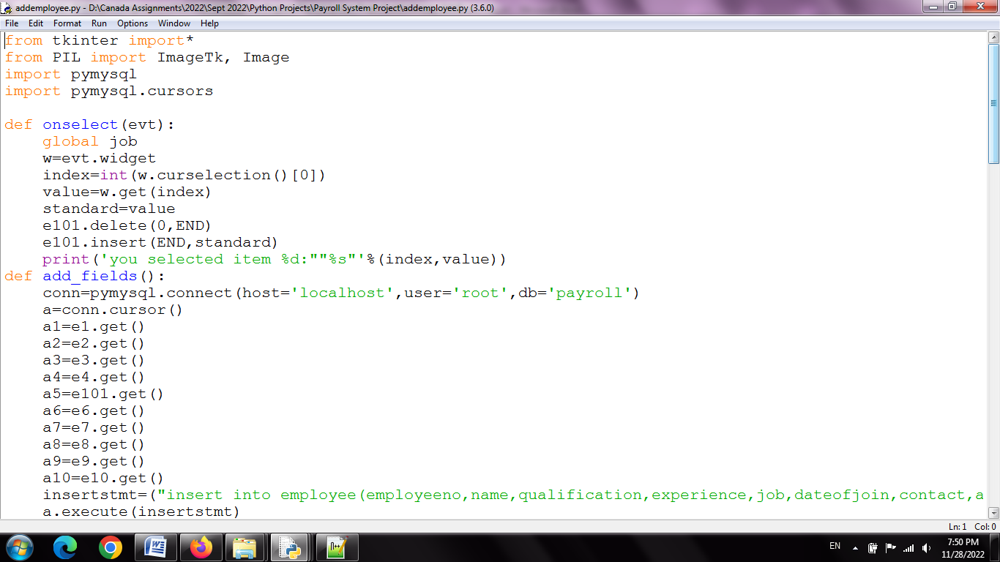 addemployee.py - D:\Canada Assignments\2022\Sept 2022\Python Projects\Payroll System Project\addemployee.py (3.6.0)
File Edit Format Run Options Window Help
from tkinter import*
from PIL import ImageTk, Image
import pymysql
import pymysql.cursors
def onselect(evt):
    global job
    w=evt.widget
    index=int(w.curselection()[0])
    value=w.get(index)
    standard=value
    e101.delete(0,END)
    e101.insert(END,standard)
    print('you selected item %d:""%s"'%(index,value))
def add_fields():
    conn=pymysql.connect(host='localhost',user='root',db='payroll')
    a=conn.cursor()
    a1=e1.get()
    a2=e2.get()
    a3=e3.get()
    a4=e4.get()
    a5=e101.get()
    a6=e6.get()
    a7=e7.get()
    a8=e8.get()
    a9=e9.get()
    a10=e10.get()
    insertstmt=("insert into employee(employeeno,name,qualification,experience,job,dateofjoin,contact,a
    a.execute(insertstmt)
Ln: 1 Col: 0
EN
7:50 PM
11/28/2022